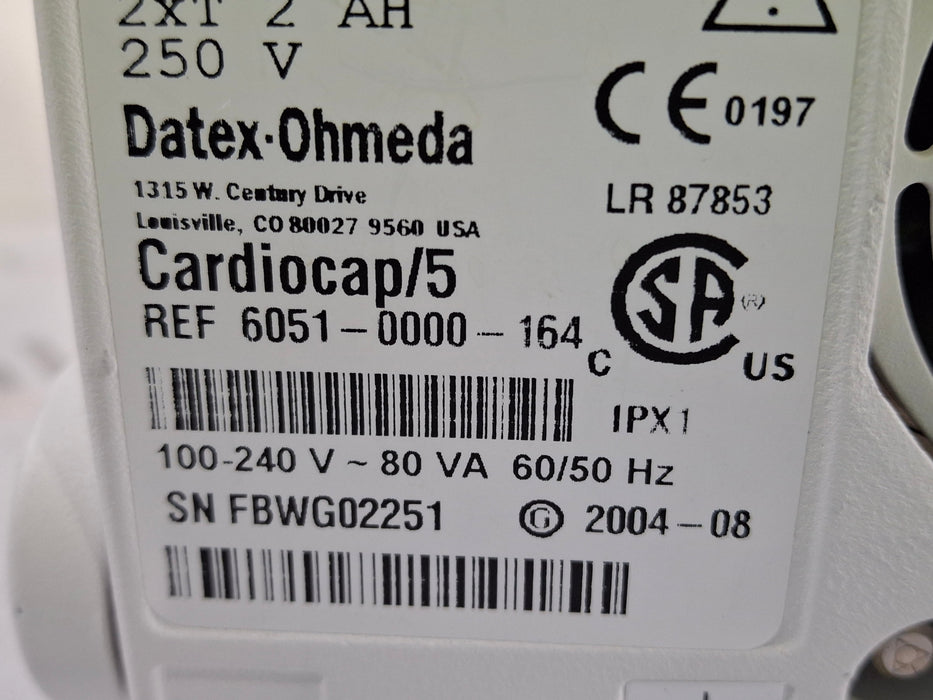 2xT 2 AH
250 V
CE 0197
Datex-Ohmeda
1315 W. Century Drive
Louisville, CO 80027 9560 USA
LR 87853
Cardiocap/5
REF 6051-0000-164
C SA ® US
IPX1
100-240 V ~ 80 VA 60/50 Hz
SN FBWG02251
G 2004-08